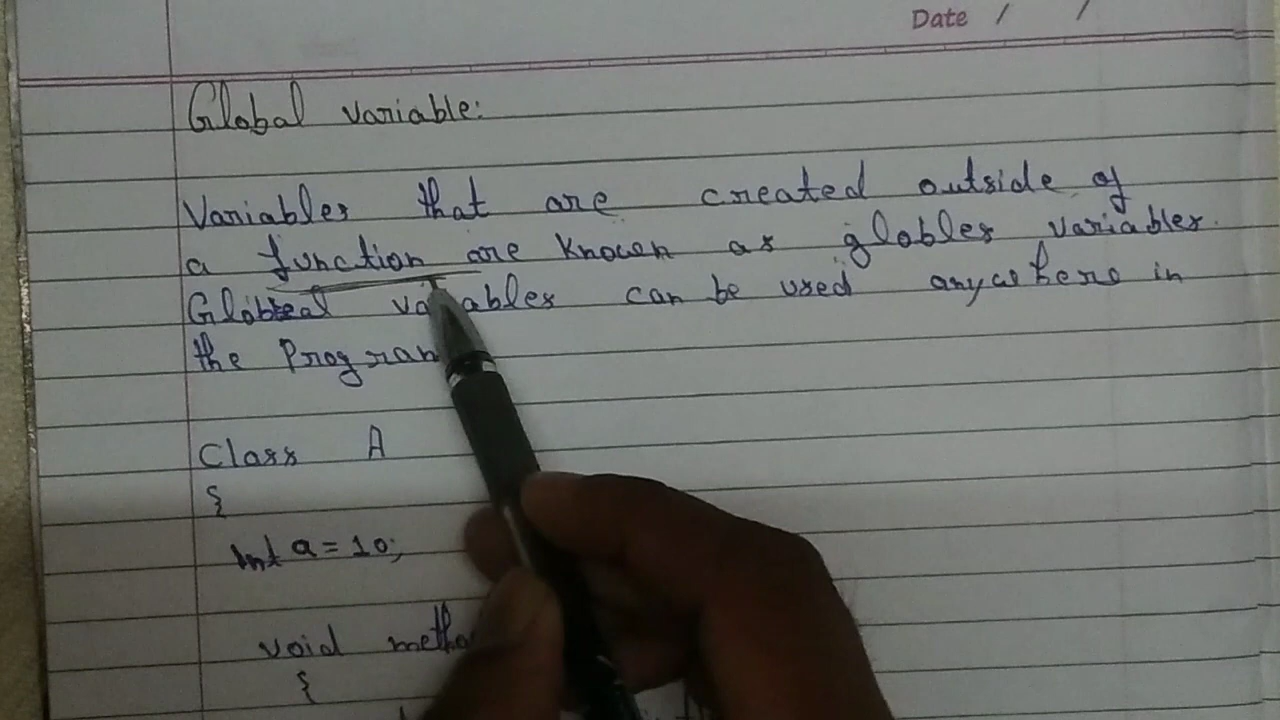 Date / /
Global variable:
Variables that are created outside of
a function are known as globles variables.
Global variables can be used anywhere in
the Program
Class A
{
int a = 10;
void
{